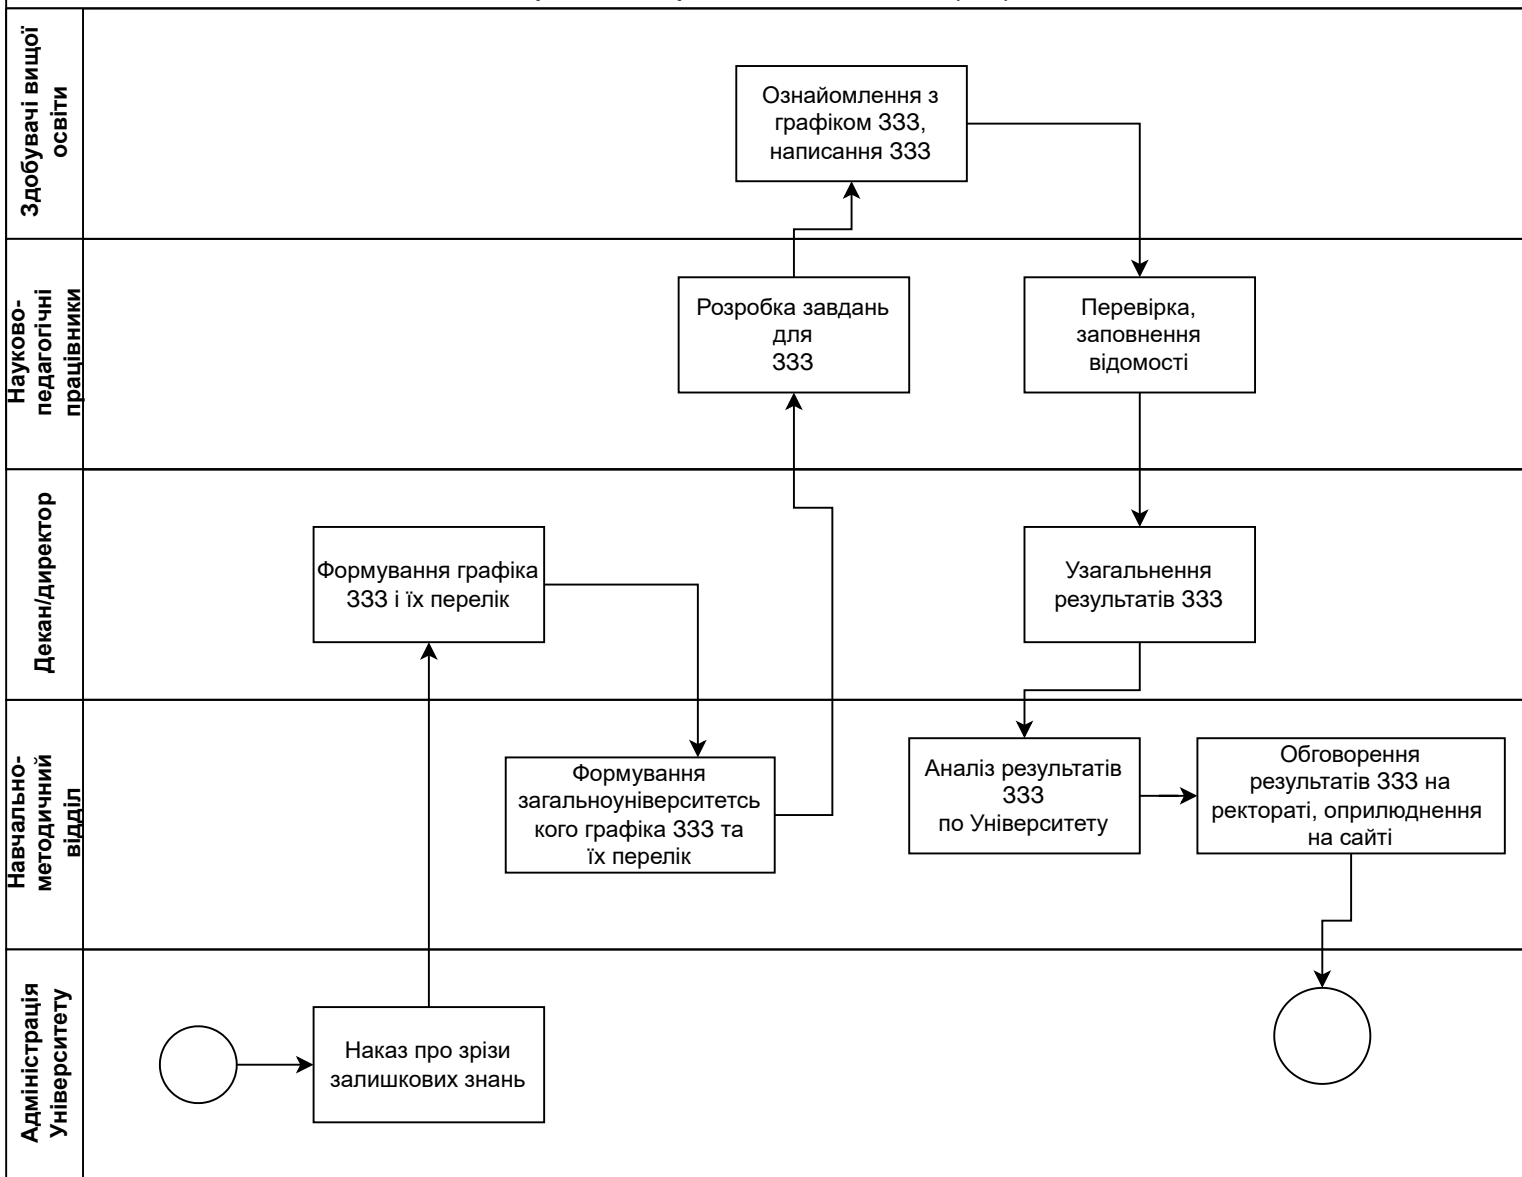 Здобувачі вищої
освіти
Ознайомлення з
графіком ЗЗЗ,
написання ЗЗЗ
Науково-
педагогічні
працівники
Розробка завдань
для
ЗЗЗ
Перевірка,
заповнення
відомості
Декан/директор
Формування графіка
ЗЗЗ і їх перелік
Узагальнення
результатів ЗЗЗ
Навчально-
методичний
відділ
Формування
загальноуніверситетсь
кого графіка ЗЗЗ та
їх перелік
Аналіз результатів
ЗЗЗ
по Університету
Обговорення
результатів ЗЗЗ на
ректораті, оприлюднення
на сайті
Адміністрація
Університету
Наказ про зрізи
залишкових знань